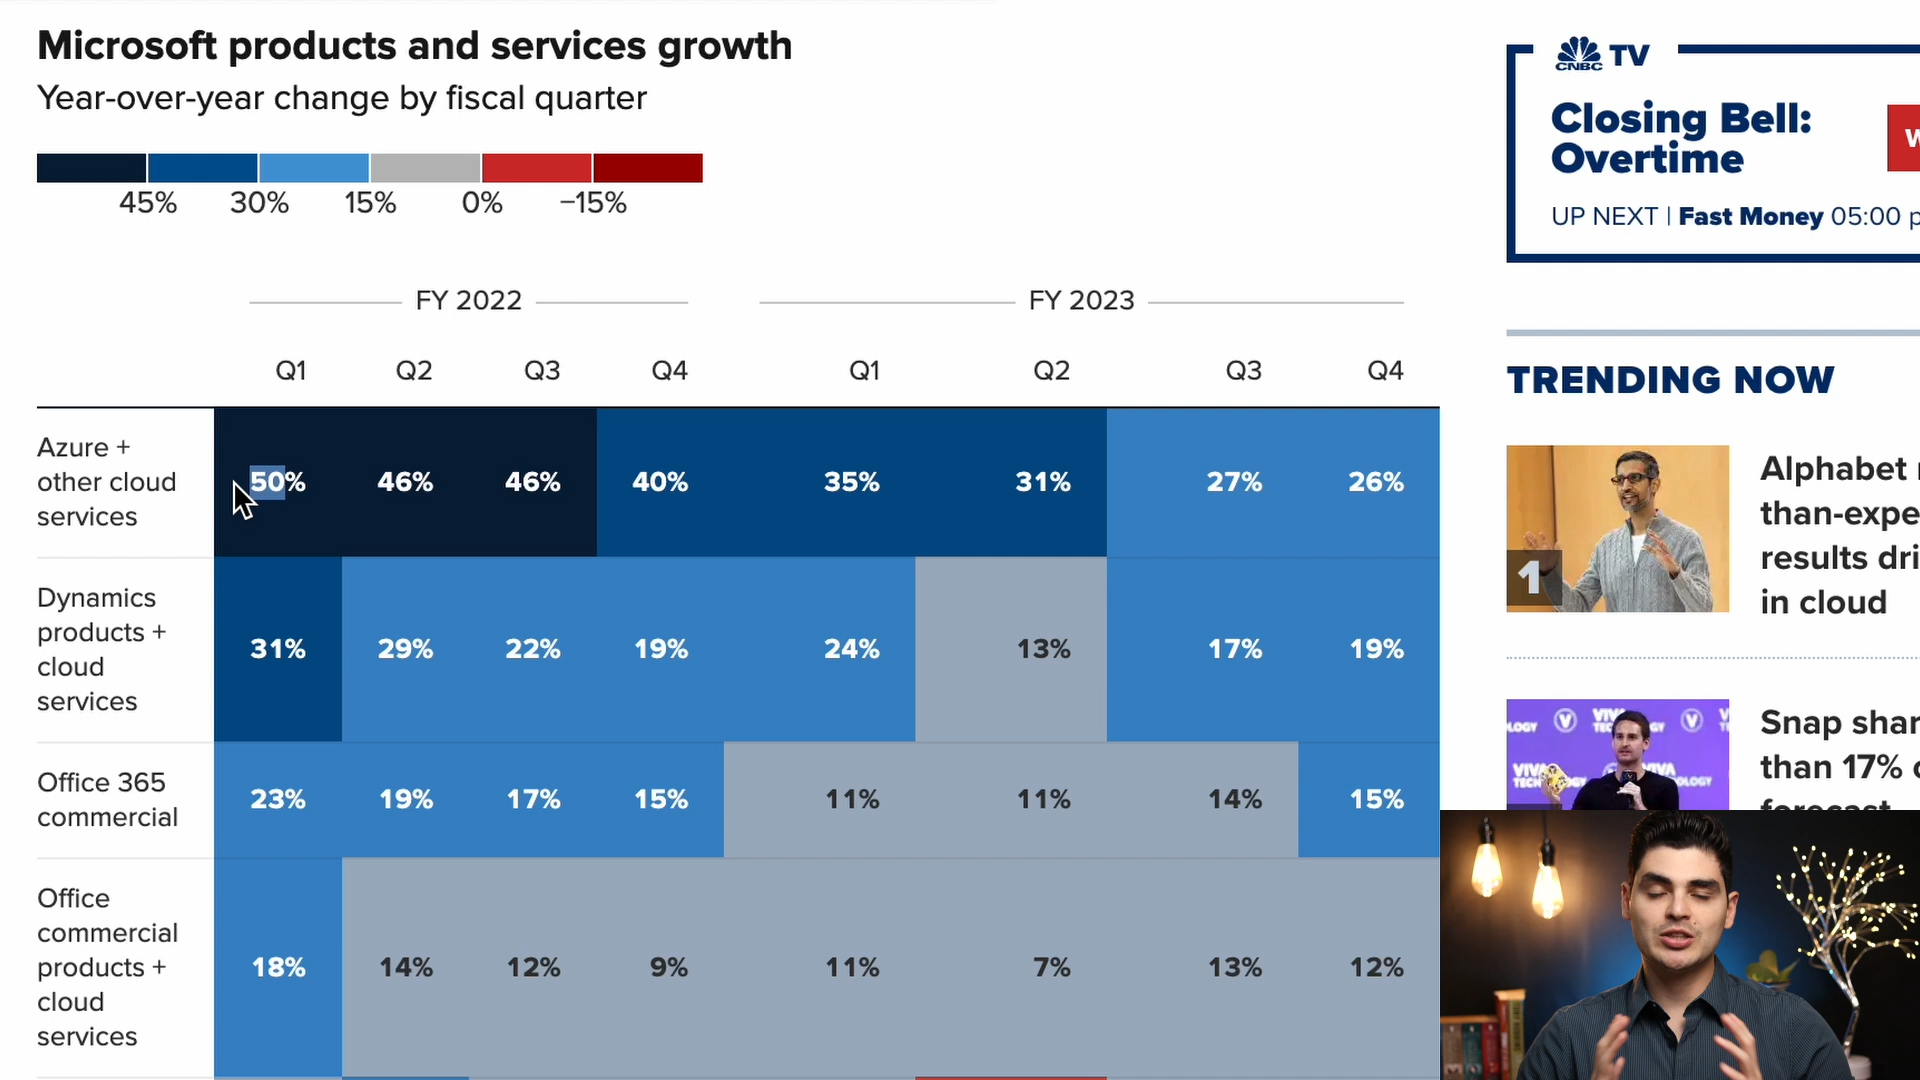 Microsoft products and services growth
Year-over-year change by fiscal quarter
45% 30% 15% 0% −15%
FY 2022 FY 2023
Q1 Q2 Q3 Q4 Q1 Q2 Q3 Q4
Azure +
other cloud
services
50% 46% 46% 40% 35% 31% 27% 26%
Dynamics
products +
cloud
services
31% 29% 22% 19% 24% 13% 17% 19%
Office 365
commercial
23% 19% 17% 15% 11% 11% 14% 15%
Office
commercial
products +
cloud
services
18% 14% 12% 9% 11% 7% 13% 12%
CNBC TV
Closing Bell:
Overtime
UP NEXT | Fast Money 05:00 p
TRENDING NOW
1
Alphabet
than-expe
results dri
in cloud
Snap shar
than 17%
forecast
VIVA